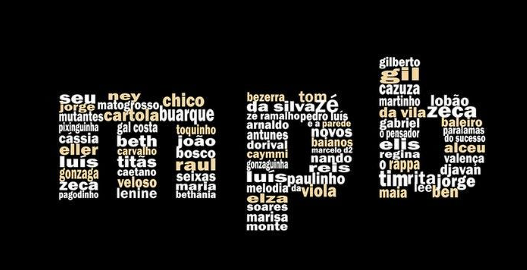 seu
jorge
mutantes
pixinguinha
cássia
eller
luís
gonzaga
zeca
pagodinho
ney
matogrosso
cartola
gal costa
beth
carvalho
titãs
caetano
veloso
lenine
chico
buarque
toquinho
joão
bosco
raul
seixas
maria
bethânia
bezerra
da silva
zé ramalho
arnaldo
antunes
dorival
caymmi
gonzaguinha
luís
melodia
elza
soares
marisa
monte
tom
zé
pedro luís
e a parede
novos
baianos
marcelo d2
nando
reis
paulinho
da viola
gilberto
gil
cazuza
martinho
da vila
gabriel
o pensador
elis
regina
o rappa
tim
maia
rita
lee
lobão
zeca
baleiro
paralamas
do sucesso
alceu
valença
djavan
jorge
ben